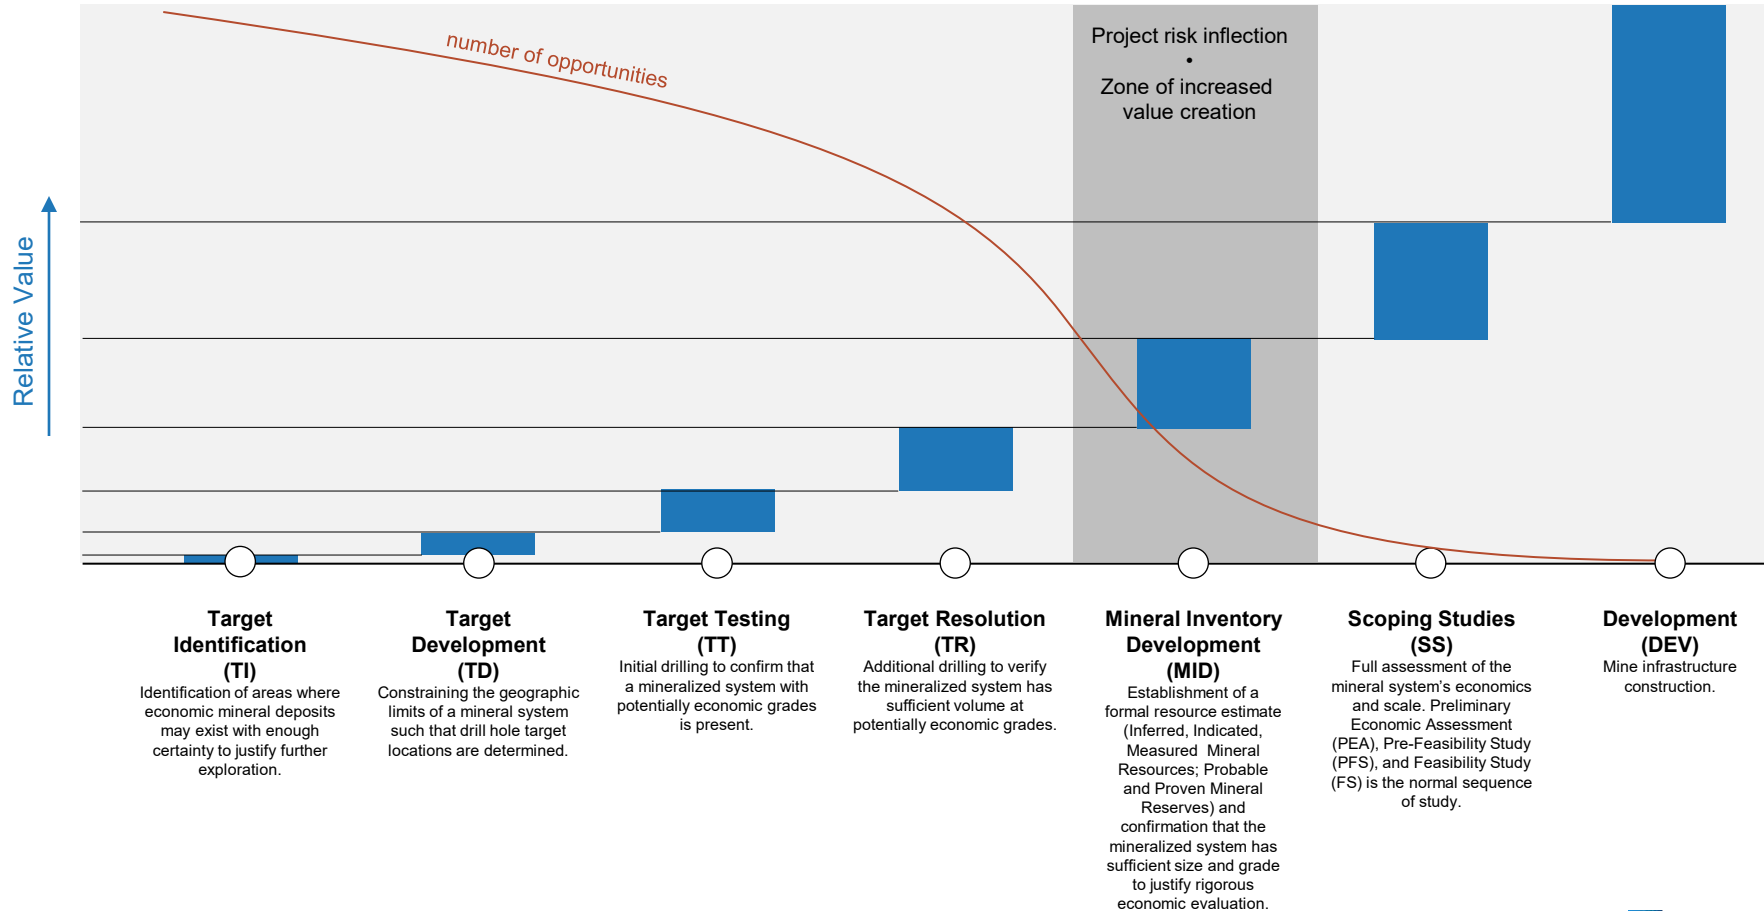 number of opportunities
Project risk inflection
•
Zone of increased
value creation
Relative Value
Target
Identification
(TI)
Identification of areas where
economic mineral deposits
may exist with enough
certainty to justify further
exploration.
Target
Development
(TD)
Constraining the geographic
limits of a mineral system
such that drill hole target
locations are determined.
Target Testing
(TT)
Initial drilling to confirm that
a mineralized system with
potentially economic grades
is present.
Target Resolution
(TR)
Additional drilling to verify
the mineralized system has
sufficient volume at
potentially economic grades.
Mineral Inventory
Development
(MID)
Establishment of a
formal resource estimate
(Inferred, Indicated,
Measured  Mineral
Resources; Probable
and Proven Mineral
Reserves) and
confirmation that the
mineralized system has
sufficient size and grade
to justify rigorous
economic evaluation.
Scoping Studies
(SS)
Full assessment of the
mineral system’s economics
and scale. Preliminary
Economic Assessment
(PEA), Pre-Feasibility Study
(PFS), and Feasibility Study
(FS) is the normal sequence
of study.
Development
(DEV)
Mine infrastructure
construction.